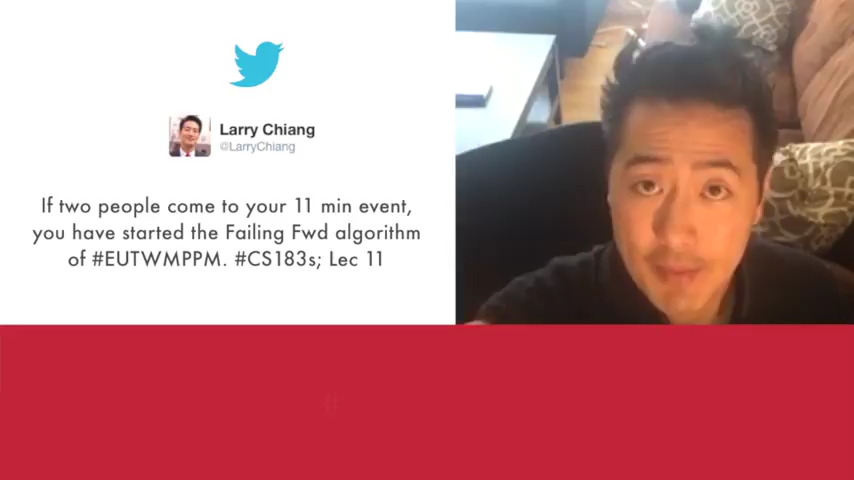 Larry Chiang
@LarryChiang
If two people come to your 11 min event,
you have started the Failing Fwd algorithm
of #EUTWMPPM. #CS183s; Lec 11
#